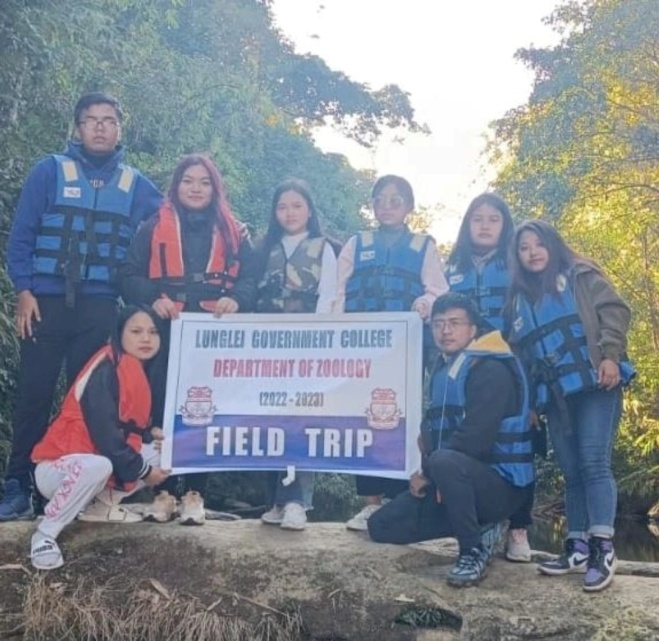 LUNGLEI GOVERNMENT COLLEGE
DEPARTMENT OF ZOOLOGY
(2022-2023)
FIELD TRIP